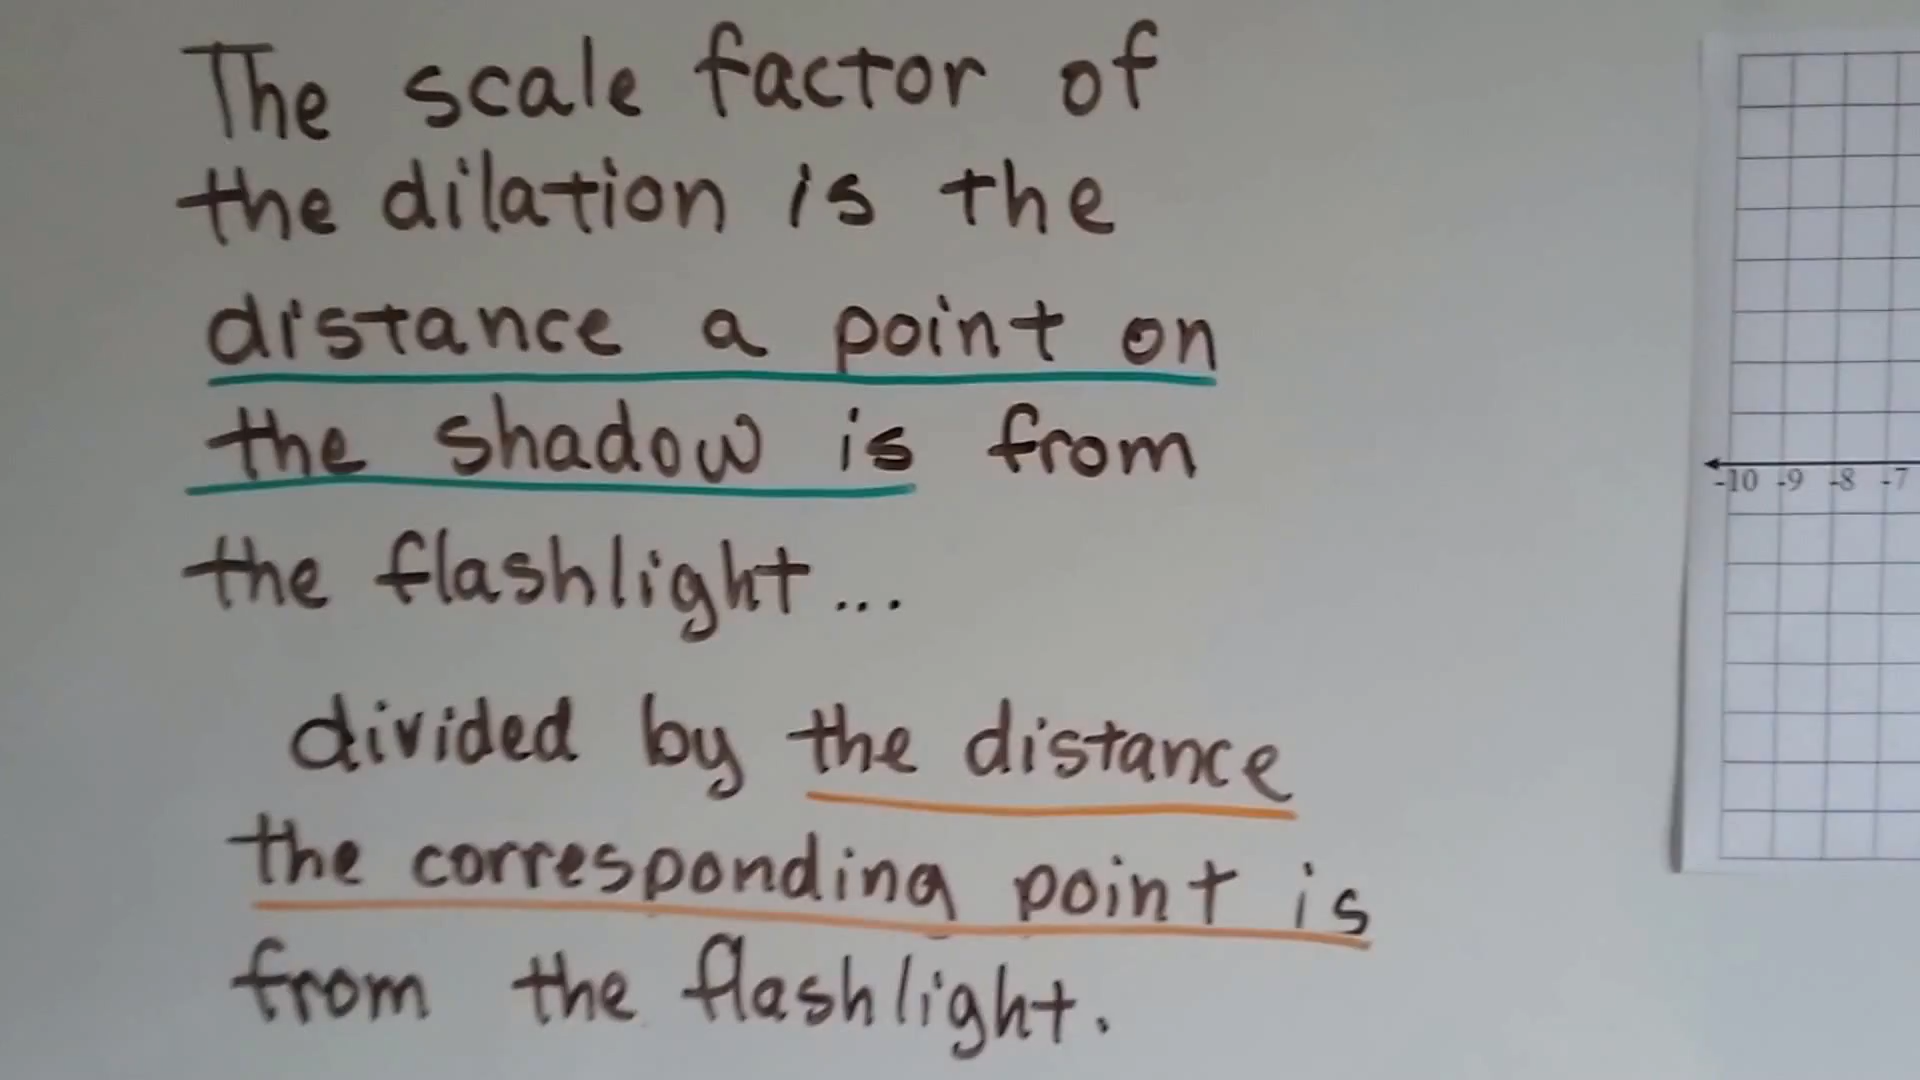 The scale factor of
the dilation is the
distance a point on
the shadow is from
the flashlight...
divided by the distance
the corresponding point is
from the flashlight.
-10 -9 -8 -7